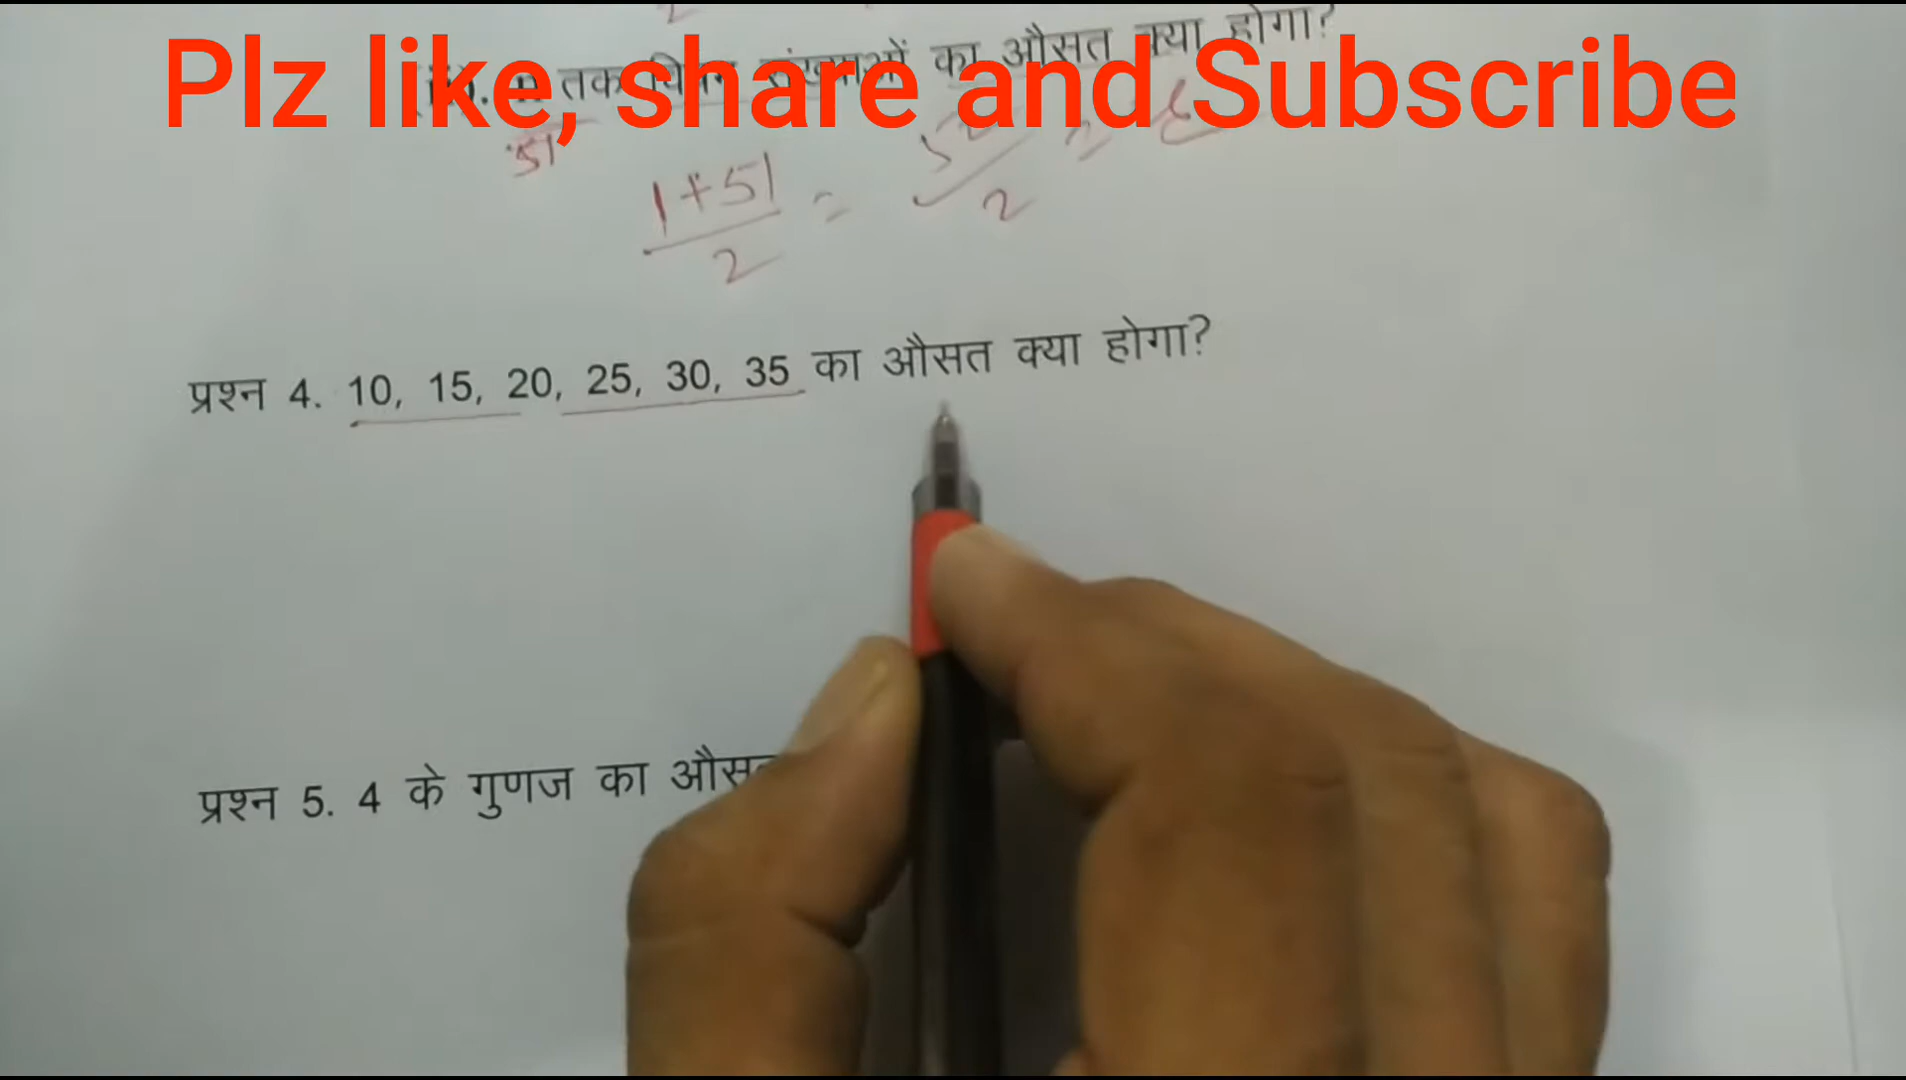 Plz like, share and Subscribe
तक संख्याओं का औसत क्या होगा?
51
1+51 = 52 =
2 2
प्रश्न 4. 10, 15, 20, 25, 30, 35 का औसत क्या होगा?
प्रश्न 5. 4 के गुणज का